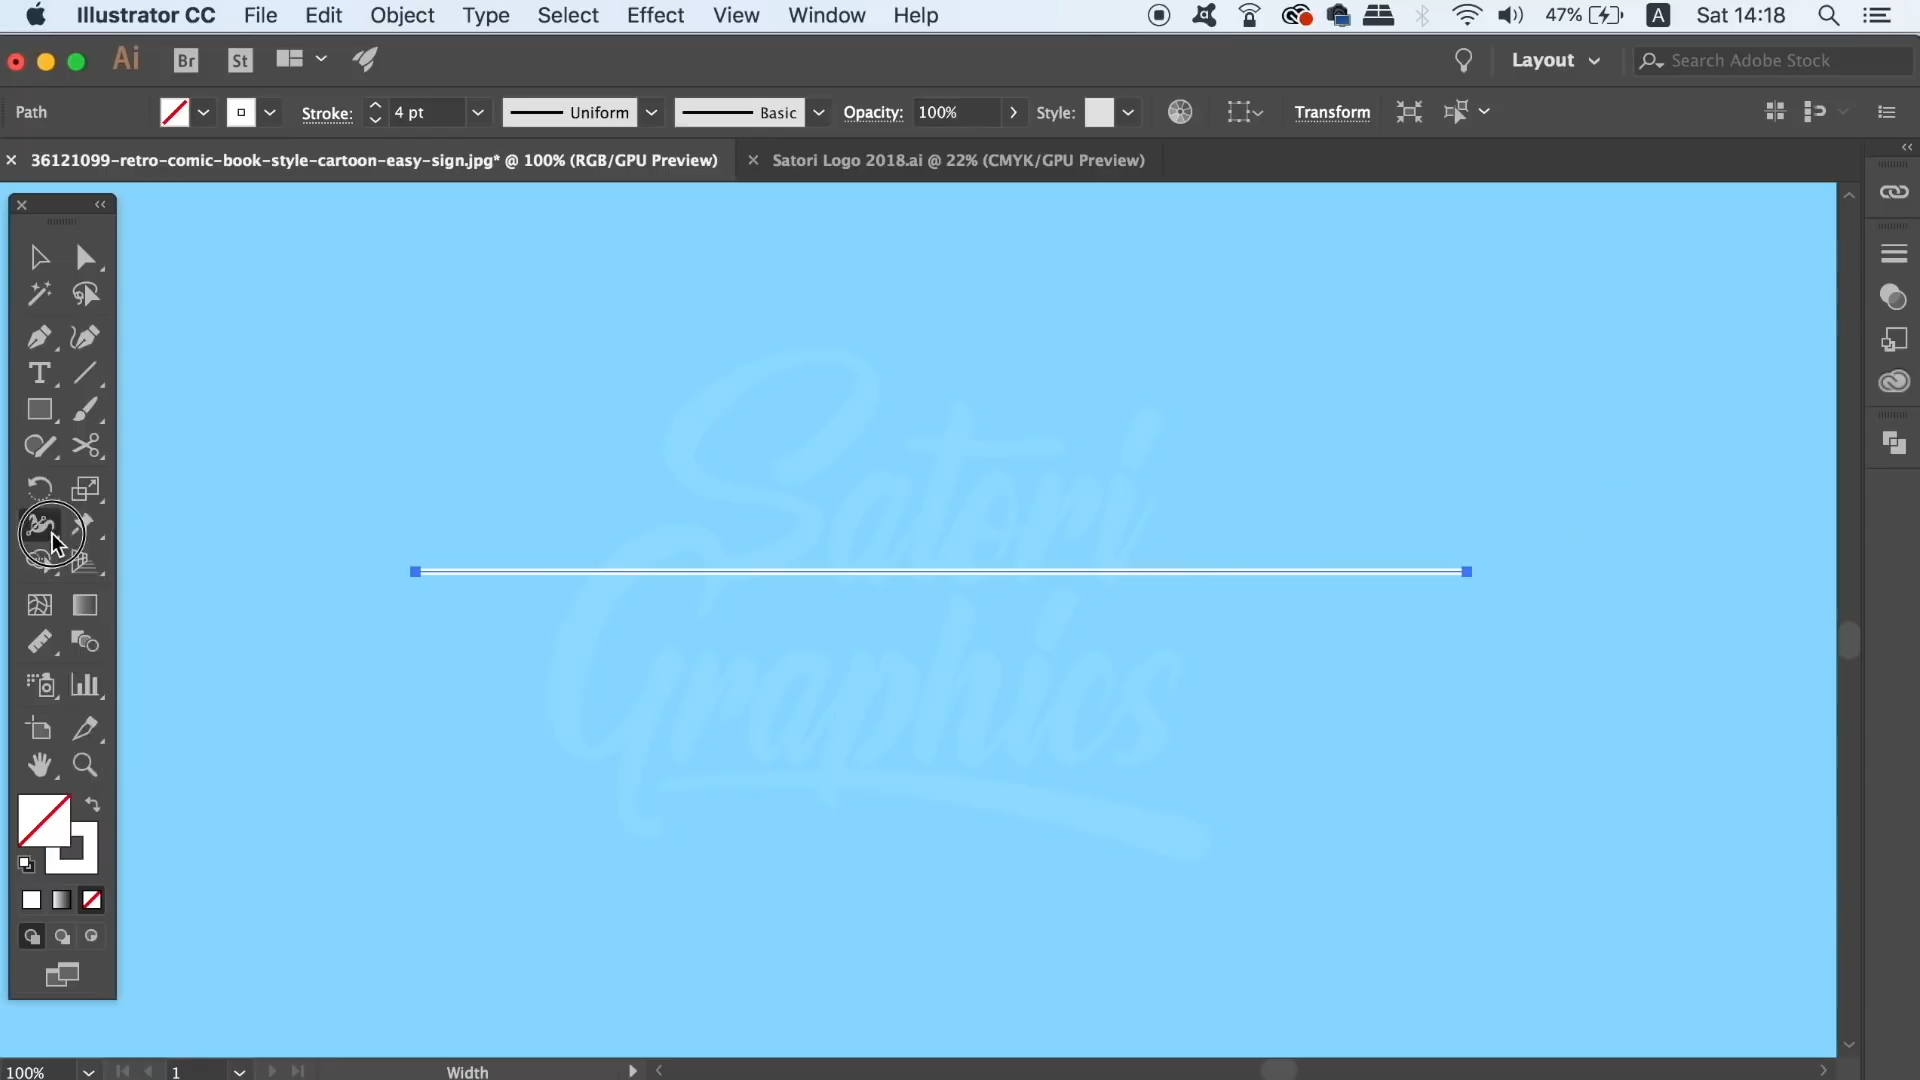 Illustrator CC File Edit Object Type Select Effect View Window Help 47% A Sat 14:18
Ai Br St Layout Search Adobe Stock
Path Stroke: 4 pt Uniform Basic Opacity: 100% Style: Transform
36121099-retro-comic-book-style-cartoon-easy-sign.jpg* @ 100% (RGB/GPU Preview) Satori Logo 2018.ai @ 22% (CMYK/GPU Preview)
T
Satori
Graphics
100% 1 Width